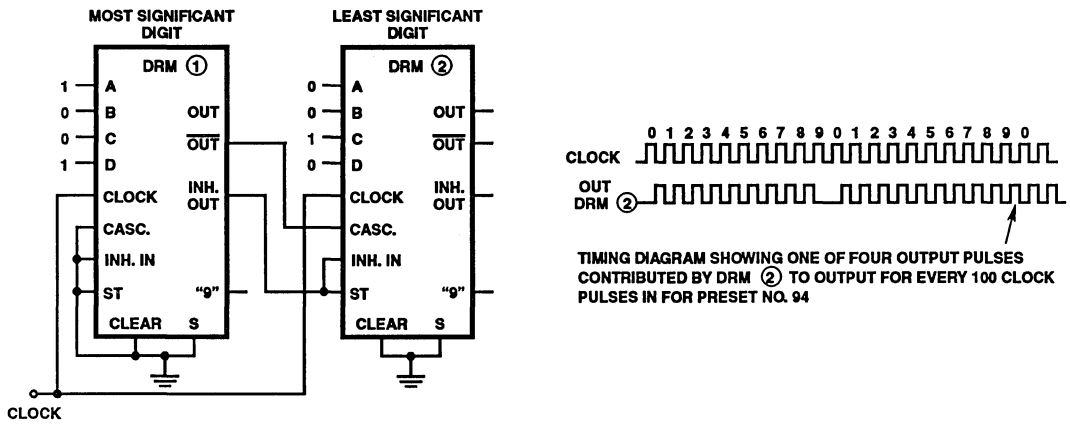 MOST SIGNIFICANT
DIGIT
DRM ①
1 A
0 B OUT
0 C O̅U̅T̅
1 D
CLOCK INH.
OUT
CASC.
INH. IN
ST "9"
CLEAR S
CLOCK
LEAST SIGNIFICANT
DIGIT
DRM ②
0 A
0 B OUT
1 C O̅U̅T̅
0 D
CLOCK INH.
OUT
CASC.
INH. IN
ST "9"
CLEAR S
0 1 2 3 4 5 6 7 8 9 0 1 2 3 4 5 6 7 8 9 0
CLOCK
OUT
DRM ②
TIMING DIAGRAM SHOWING ONE OF FOUR OUTPUT PULSES
CONTRIBUTED BY DRM ② TO OUTPUT FOR EVERY 100 CLOCK
PULSES IN FOR PRESET NO. 94